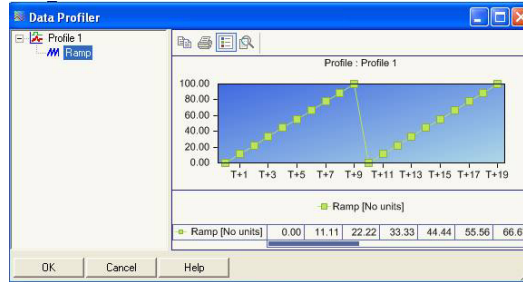 Data Profiler
Profile 1
Ramp
Profile : Profile 1
100.00
80.00
60.00
40.00
20.00
0.00
T+1 T+3 T+5 T+7 T+9 T+11 T+13 T+15 T+17 T+19
Ramp [No units]
Ramp [No units] 0.00 11.11 22.22 33.33 44.44 55.56 66.6
OK Cancel Help